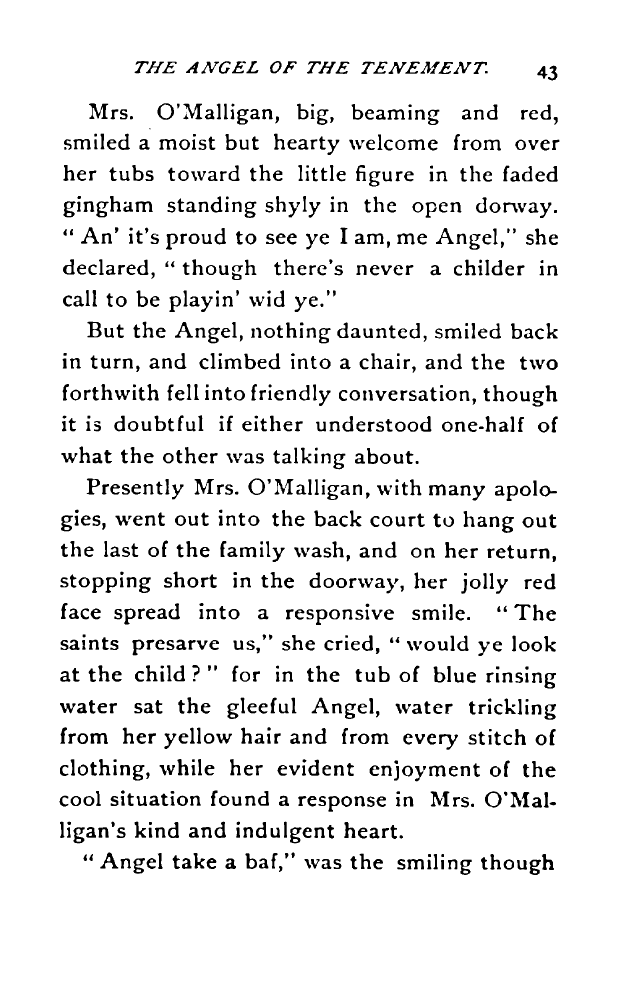 THE ANGEL OF THE TENEMENT. 43
Mrs. O'Malligan, big, beaming and red,
smiled a moist but hearty welcome from over
her tubs toward the little figure in the faded
gingham standing shyly in the open dorway.
“ An' it's proud to see ye I am, me Angel,” she
declared, “ though there's never a childer in
call to be playin' wid ye.”
But the Angel, nothing daunted, smiled back
in turn, and climbed into a chair, and the two
forthwith fell into friendly conversation, though
it is doubtful if either understood one-half of
what the other was talking about.
Presently Mrs. O'Malligan, with many apolo-
gies, went out into the back court to hang out
the last of the family wash, and on her return,
stopping short in the doorway, her jolly red
face spread into a responsive smile. “ The
saints presarve us,” she cried, “ would ye look
at the child ? ” for in the tub of blue rinsing
water sat the gleeful Angel, water trickling
from her yellow hair and from every stitch of
clothing, while her evident enjoyment of the
cool situation found a response in Mrs. O'Mal-
ligan's kind and indulgent heart.
“ Angel take a baf,” was the smiling though